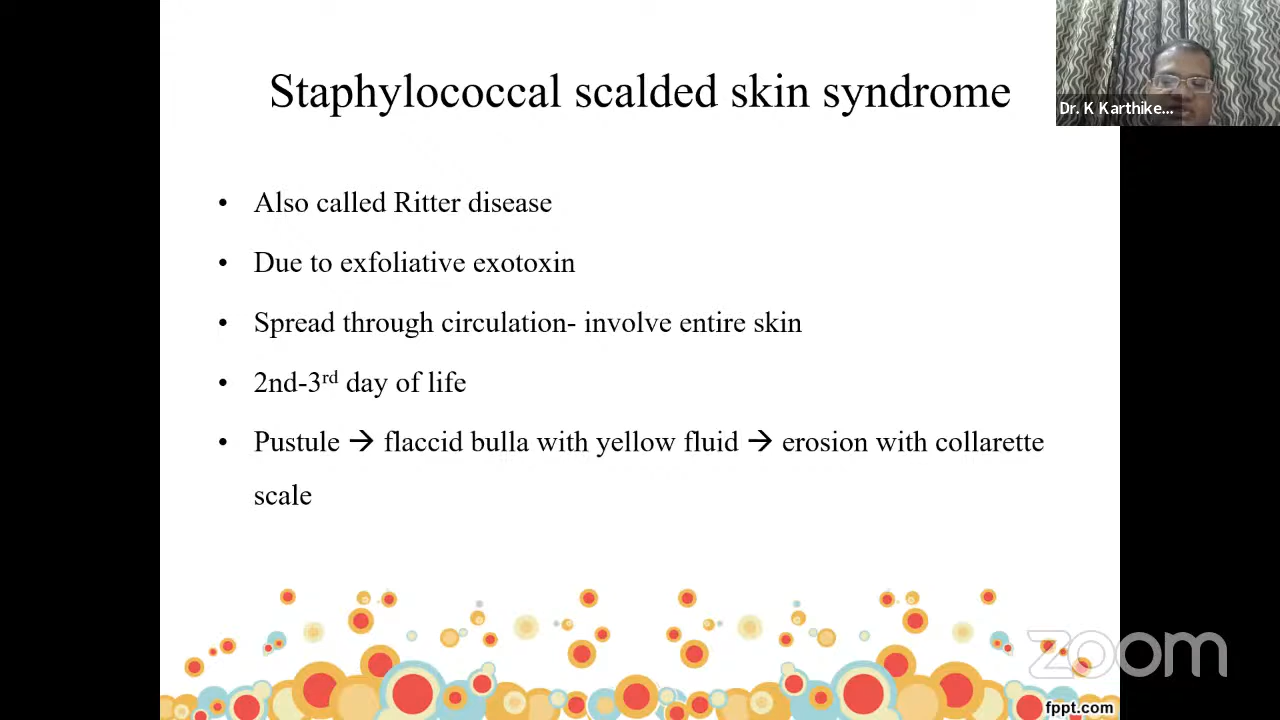 Staphylococcal scalded skin syndrome
Dr. K Karthike...
• Also called Ritter disease
• Due to exfoliative exotoxin
• Spread through circulation- involve entire skin
• 2nd-3rd day of life
• Pustule → flaccid bulla with yellow fluid → erosion with collarette
scale
zoom
fppt.com